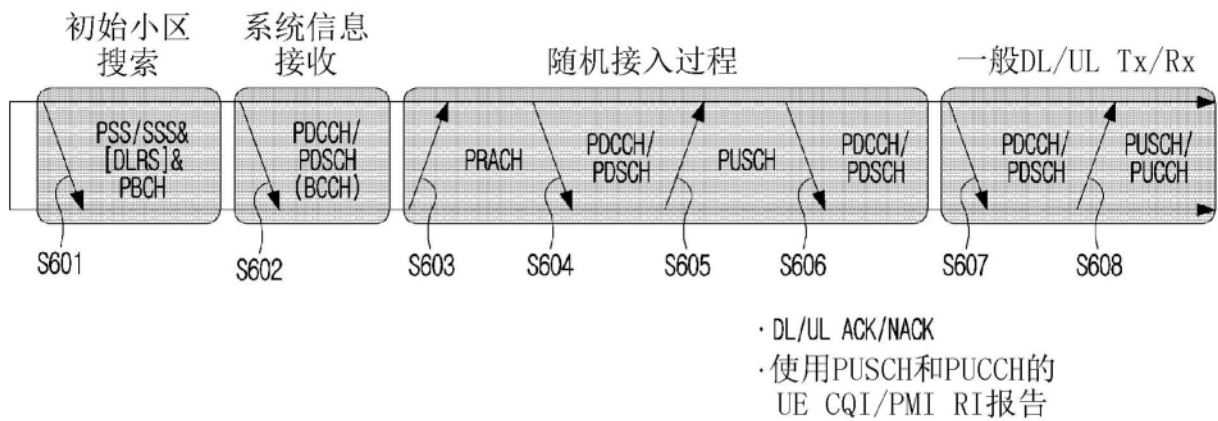 初始小区
搜索
系统信息
接收
随机接入过程
一般DL/UL Tx/Rx
PSS/SSS&
[DLRS]&
PBCH
PDCCH/
PDSCH
(BCCH)
PRACH
PDCCH/
PDSCH
PUSCH
PDCCH/
PDSCH
PDCCH/
PDSCH
PUSCH/
PUCCH
S601
S602
S603
S604
S605
S606
S607
S608
· DL/UL ACK/NACK
·使用PUSCH和PUCCH的
UE CQI/PMI RI报告